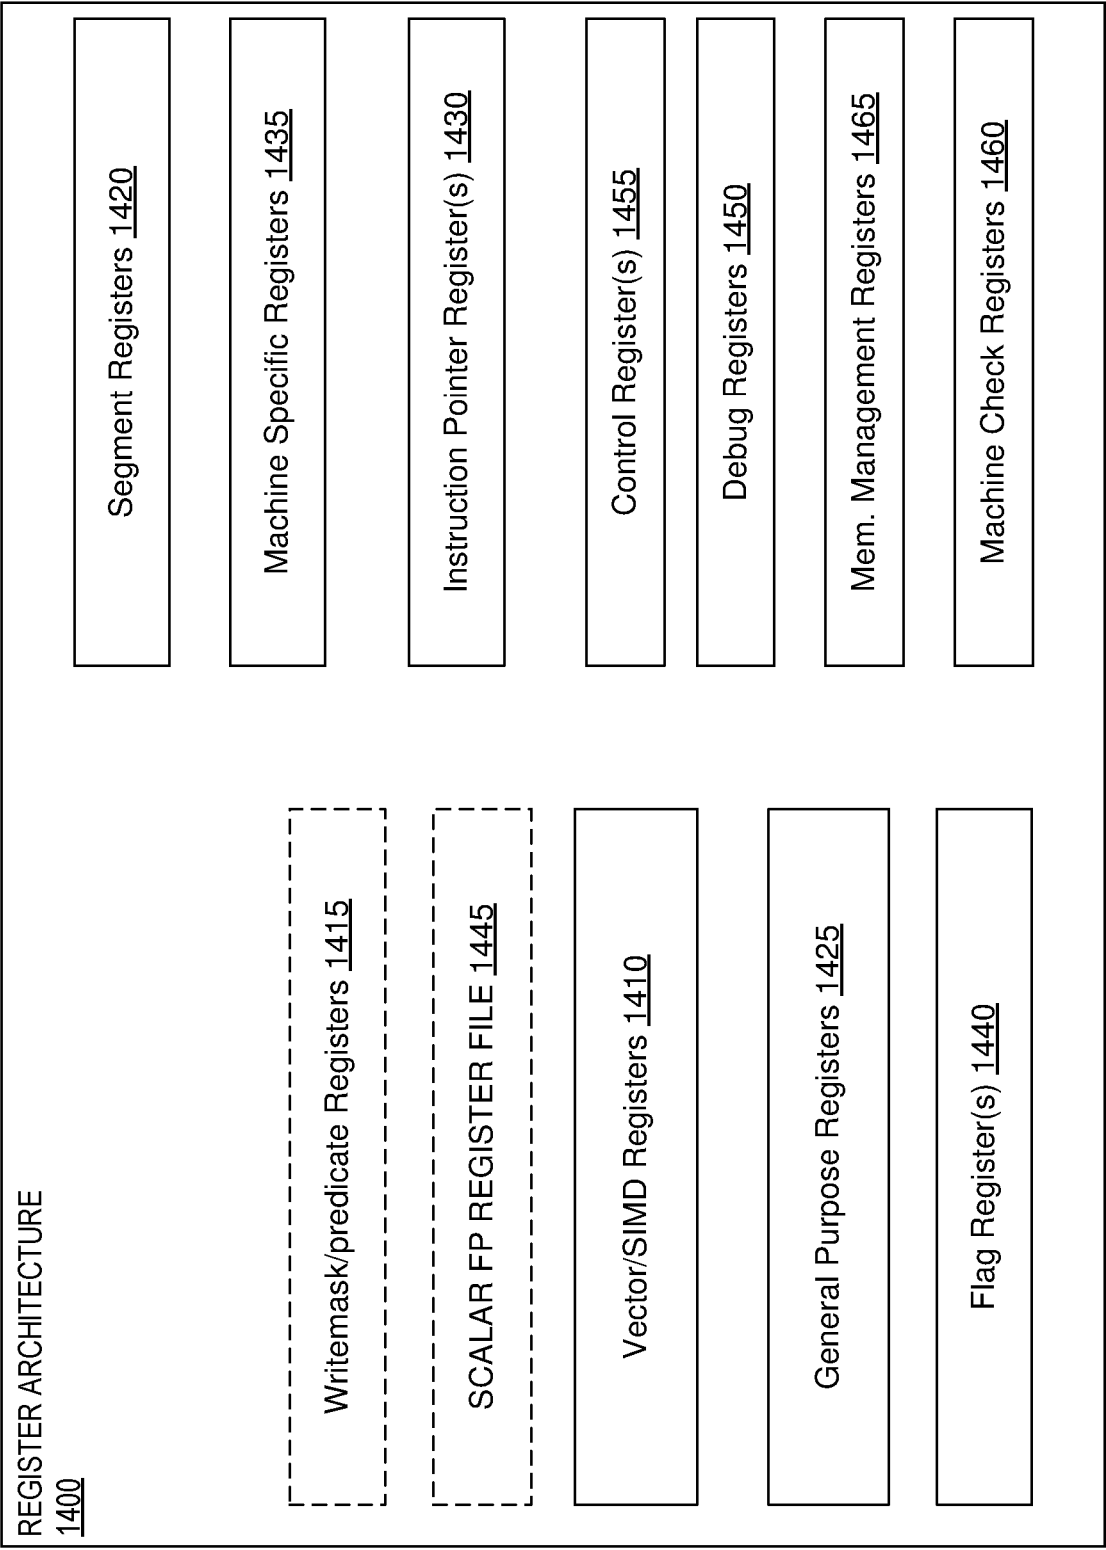 REGISTER ARCHITECTURE
1400
Writemask/predicate Registers 1415
SCALAR FP REGISTER FILE 1445
Vector/SIMD Registers 1410
General Purpose Registers 1425
Flag Register(s) 1440
Segment Registers 1420
Machine Specific Registers 1435
Instruction Pointer Register(s) 1430
Control Register(s) 1455
Debug Registers 1450
Mem. Management Registers 1465
Machine Check Registers 1460